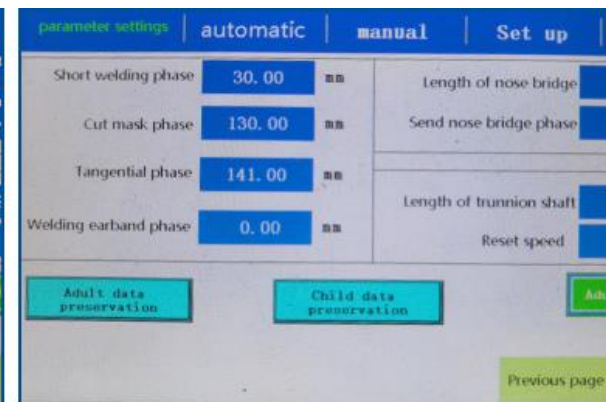 parameter settings
automatic
manual
Set up
Short welding phase 30.00 mm
Length of nose bridge
Cut mask phase 130.00 mm
Send nose bridge phase
Tangential phase 141.00 mm
Length of trunnion shaft
Welding earband phase 0.00 mm
Reset speed
Adult data
preservation
Child data
preservation
Previous page